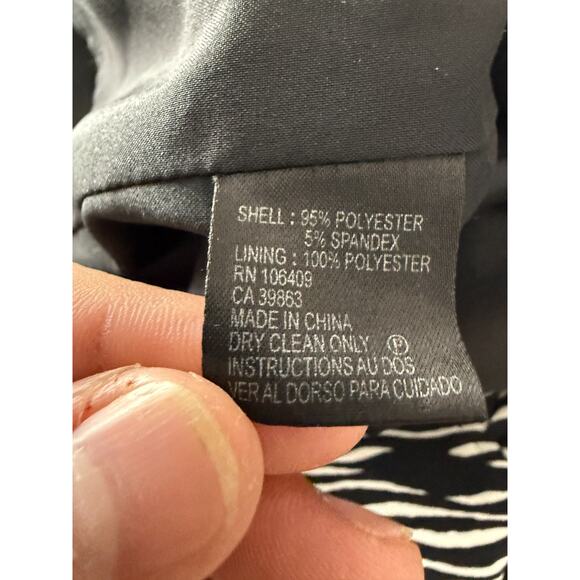 SHELL : 95% POLYESTER
5% SPANDEX
LINING : 100% POLYESTER
RN 106409
CA 39863
MADE IN CHINA
DRY CLEAN ONLY Ⓟ
INSTRUCTIONS AU DOS
VER AL DORSO PARA CUIDADO